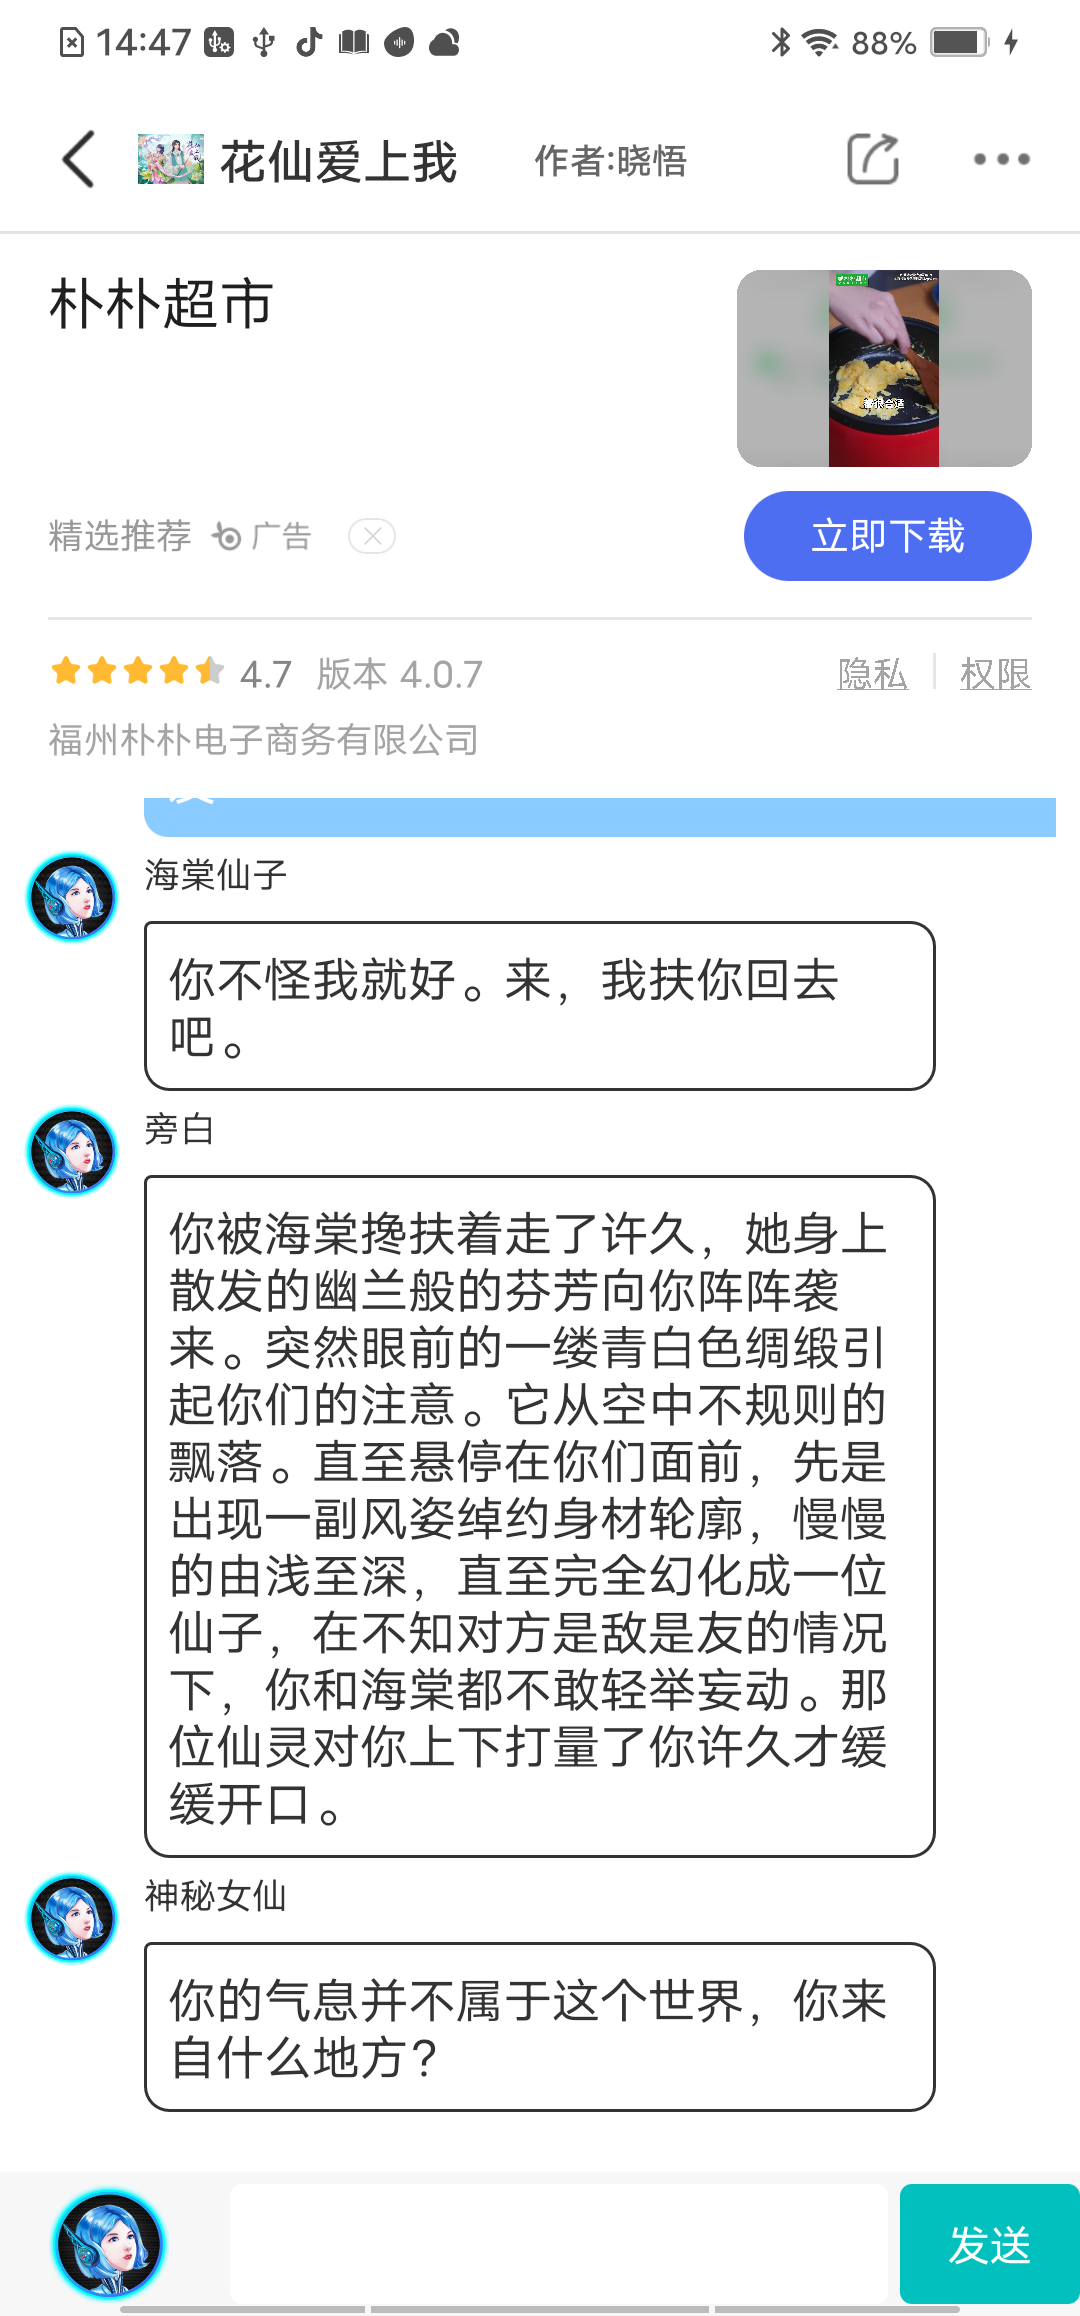 14:47
88%
花仙爱上我
作者:晓悟
朴朴超市
精选推荐
广告
立即下载
4.7 版本 4.0.7
隐私
权限
福州朴朴电子商务有限公司
海棠仙子
你不怪我就好。来，我扶你回去
吧。
旁白
你被海棠搀扶着走了许久，她身上
散发的幽兰般的芬芳向你阵阵袭
来。突然眼前的一缕青白色绸缎引
起你们的注意。它从空中不规则的
飘落。直至悬停在你们面前，先是
出现一副风姿绰约身材轮廓，慢慢
的由浅至深，直至完全幻化成一位
仙子，在不知对方是敌是友的情况
下，你和海棠都不敢轻举妄动。那
位仙灵对你上下打量了你许久才缓
缓开口。
神秘女仙
你的气息并不属于这个世界，你来
自什么地方？
发送